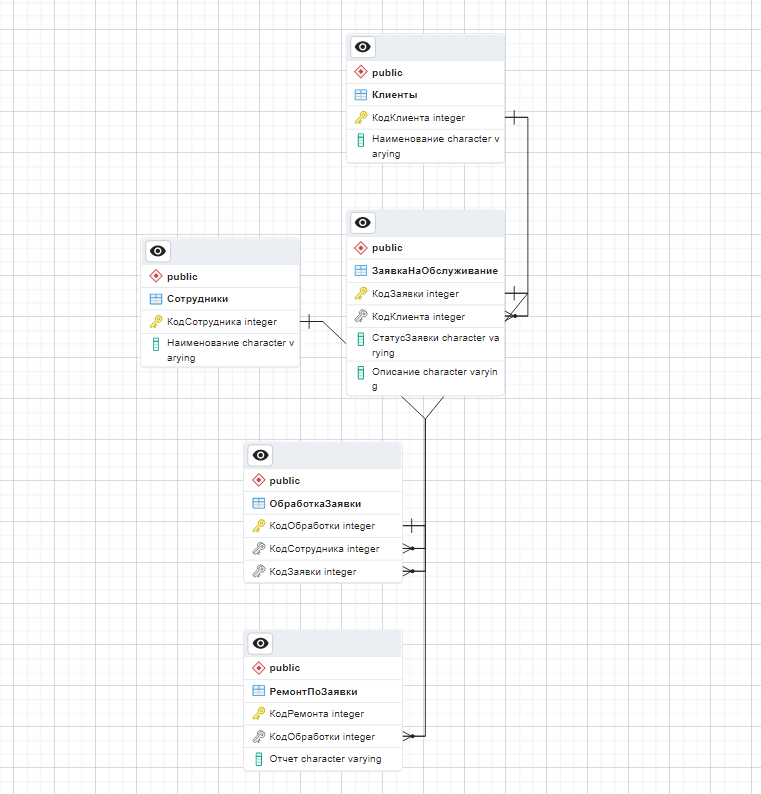 public
Клиенты
КодКлиента integer
Наименование character v
arying
public
ЗаявкаНаОбслуживание
КодЗаявки integer
КодКлиента integer
СтатусЗаявки character va
rying
Описание character varyin
g
public
Сотрудники
КодСотрудника integer
Наименование character v
arying
public
ОбработкаЗаявки
КодОбработки integer
КодСотрудника integer
КодЗаявки integer
public
РемонтПоЗаявки
КодРемонта integer
КодОбработки integer
Отчет character varying